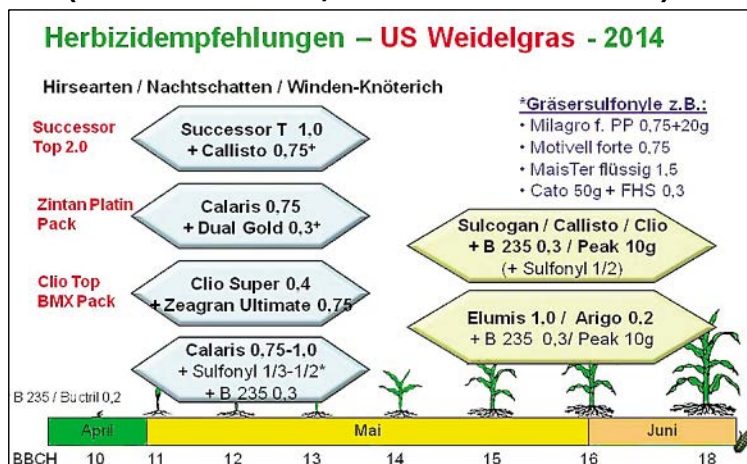 Herbizidempfehlungen – US Weidelgras - 2014
Hirsearten / Nachtschatten / Winden-Knöterich
Successor
Top 2.0
Successor T 1,0
+ Callisto 0,75⁺
Zintan Platin
Pack
Calaris 0,75
+ Dual Gold 0,3⁺
Clio Top
BMX Pack
Clio Super 0,4
+ Zeagran Ultimate 0,75
Calaris 0,75-1,0
+ Sulfonyl 1/3-1/2*
+ B 235 0,3
*Gräsersulfonyle z.B.:
• Milagro f. PP 0,75+20g
• Motivell forte 0,75
• MaisTer flüssig 1,5
• Cato 50g + FHS 0,3
Sulcogan / Callisto / Clio
+ B 235 0,3 / Peak 10g
(+ Sulfonyl 1/2)
Elumis 1,0 / Arigo 0,2
+ B 235 0,3/ Peak 10g
B 235 / Buctril 0,2
April Mai Juni
BBCH 10 11 12 13 14 15 16 18